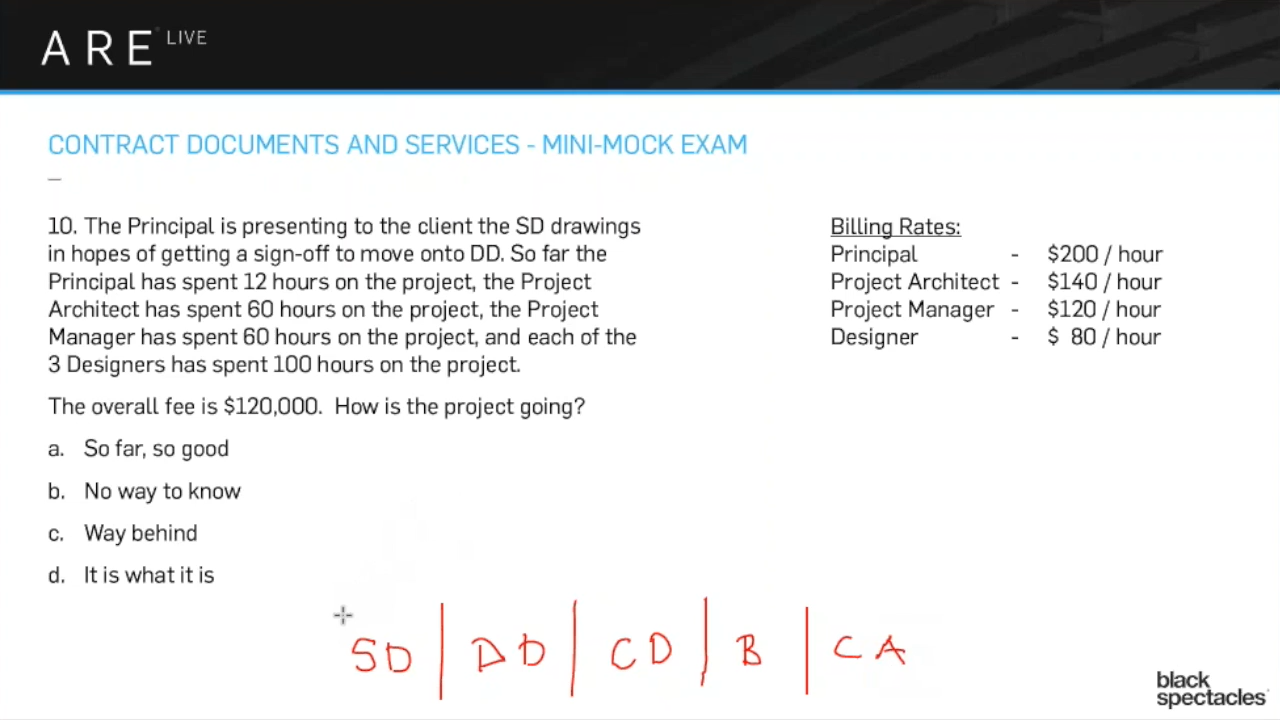 ARE LIVE
CONTRACT DOCUMENTS AND SERVICES - MINI-MOCK EXAM
10. The Principal is presenting to the client the SD drawings
in hopes of getting a sign-off to move onto DD. So far the
Principal has spent 12 hours on the project, the Project
Architect has spent 60 hours on the project, the Project
Manager has spent 60 hours on the project, and each of the
3 Designers has spent 100 hours on the project.
The overall fee is $120,000. How is the project going?
a. So far, so good
b. No way to know
c. Way behind
d. It is what it is
Billing Rates:
Principal - $200 / hour
Project Architect - $140 / hour
Project Manager - $120 / hour
Designer - $ 80 / hour
SD | DD | CD | B | CA
black
spectacles